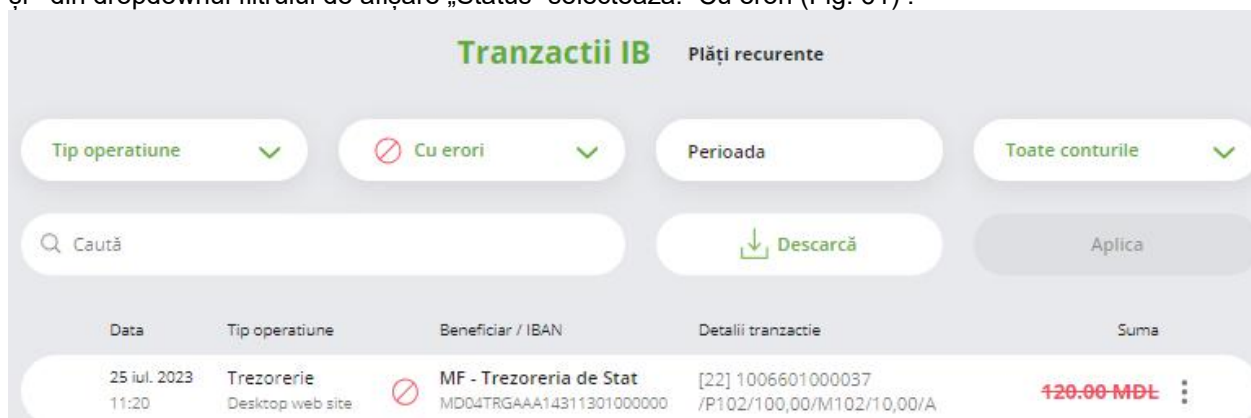 și din dropdownul filtrului de afișare „Status" selectează: Cu erori (Fig. 61) .
Tranzactii IB Plăți recurente
Tip operatiune Cu erori Perioada Toate conturile
Caută Descarcă Aplica
Data Tip operatiune Beneficiar / IBAN Detalii tranzactie Suma
25 iul. 2023 Trezorerie MF - Trezoreria de Stat [22] 1006601000037 120.00 MDL
11:20 Desktop web site MD04TRGAAA14311301000000 /P102/100,00/M102/10,00/A